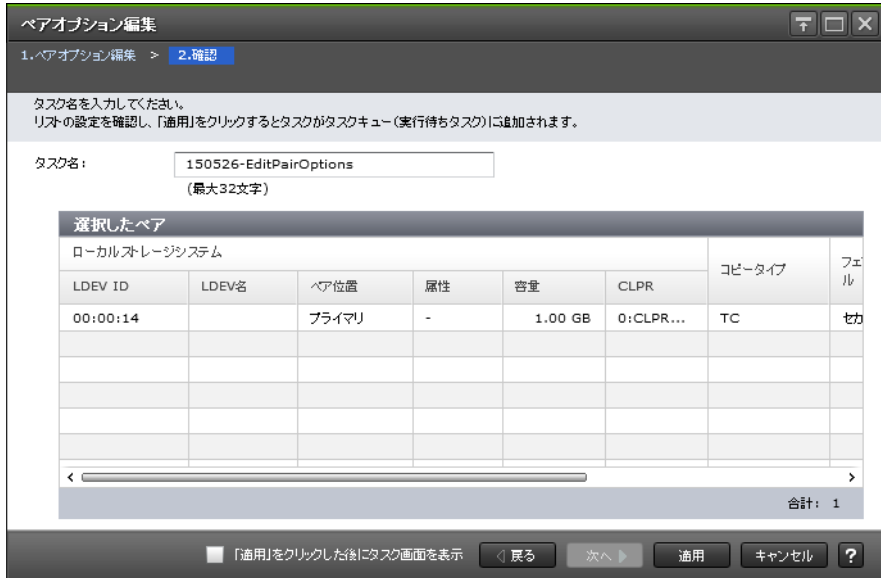 ペアオプション編集
1.ペアオプション編集 > 2.確認
タスク名を入力してください。
リストの設定を確認し、「適用」をクリックするとタスクがタスクキュー(実行待ちタスク)に追加されます。
タスク名: 150526-EditPairOptions
(最大32文字)
選択したペア
ローカルストレージシステム コピータイプ フェ
ル
LDEV ID LDEV名 ペア位置 属性 容量 CLPR
00:00:14 プライマリ - 1.00 GB 0:CLPR... TC セカ
合計: 1
「適用」をクリックした後にタスク画面を表示 戻る 次へ 適用 キャンセル ?